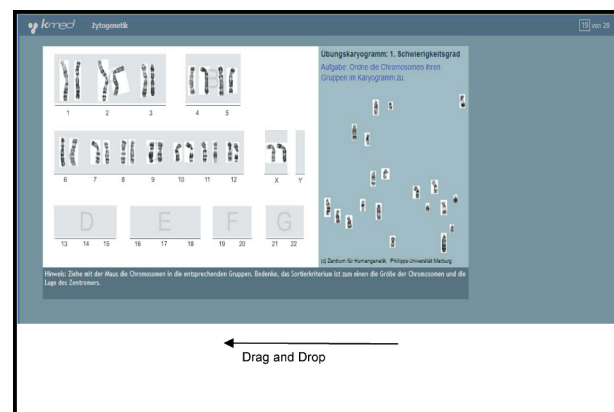 kmed Zytogenetik 19 von 29
Übungskaryogramm: 1. Schwierigkeitsgrad
Aufgabe: Ordne die Chromosomen ihren
Gruppen im Karyogramm zu.
1 2 3 4 5
6 7 8 9 10 11 12 X Y
D E F G
13 14 15 16 17 18 19 20 21 22
(c) Zentrum für Humangenetik, Philipps-Universität Marburg
Hinweis: Ziehe mit der Maus die Chromosomen in die entsprechenden Gruppen. Bedenke, das Sortierkriterium ist zum einen die Größe der Chromosomen und die
Lage des Zentromers.
Drag and Drop